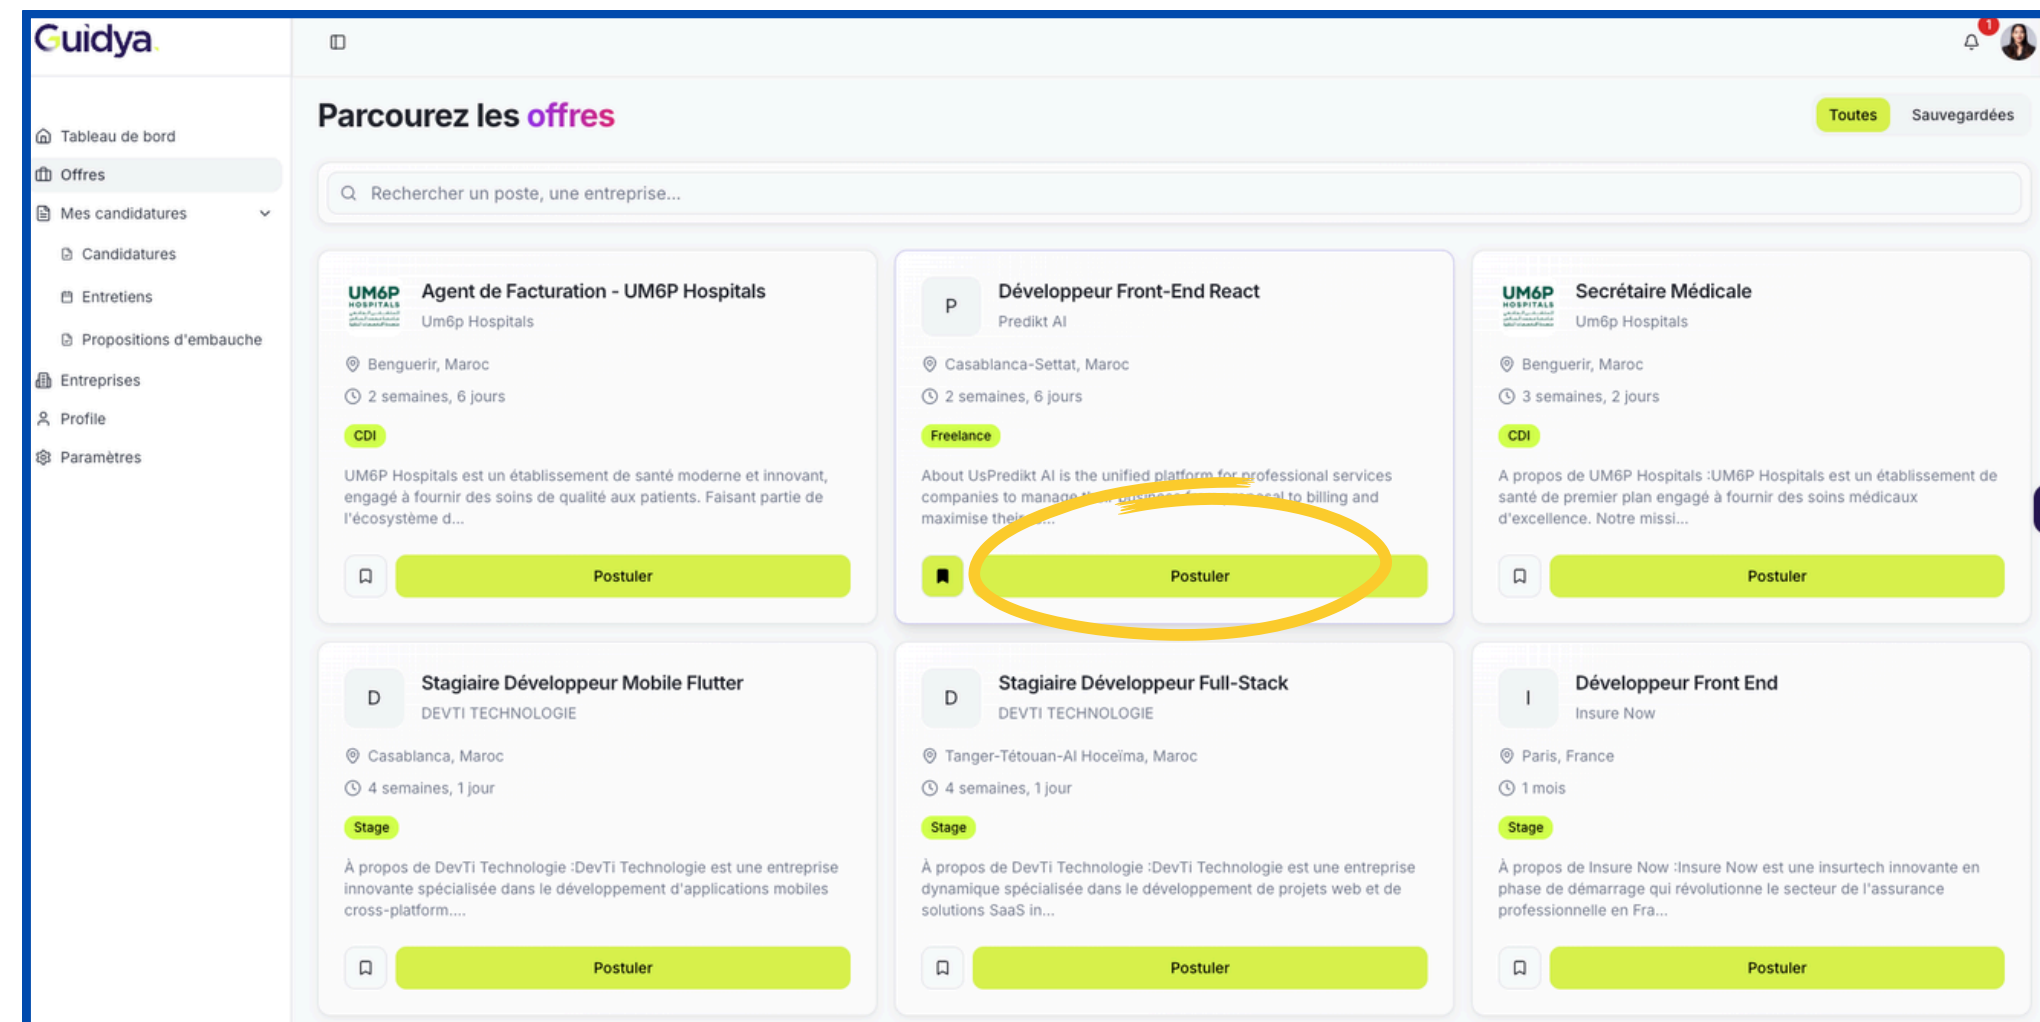 Guidya.
1
Parcourez les offres
Toutes
Sauvegardées
Tableau de bord
Offres
Mes candidatures
Candidatures
Entretiens
Propositions d'embauche
Entreprises
Profile
Paramètres
Rechercher un poste, une entreprise...
UM6P
HOSPITALS
Agent de Facturation - UM6P Hospitals
Um6p Hospitals
Benguerir, Maroc
2 semaines, 6 jours
CDI
UM6P Hospitals est un établissement de santé moderne et innovant,
engagé à fournir des soins de qualité aux patients. Faisant partie de
l'écosystème d...
Postuler
P
Développeur Front-End React
Predikt AI
Casablanca-Settat, Maroc
2 semaines, 6 jours
Freelance
About UsPredikt AI is the unified platform for professional services
companies to manage their business from proposal to billing and
maximise their ...
Postuler
UM6P
HOSPITALS
Secrétaire Médicale
Um6p Hospitals
Benguerir, Maroc
3 semaines, 2 jours
CDI
A propos de UM6P Hospitals :UM6P Hospitals est un établissement de
santé de premier plan engagé à fournir des soins médicaux
d'excellence. Notre missi...
Postuler
D
Stagiaire Développeur Mobile Flutter
DEVTI TECHNOLOGIE
Casablanca, Maroc
4 semaines, 1 jour
Stage
À propos de DevTi Technologie :DevTi Technologie est une entreprise
innovante spécialisée dans le développement d'applications mobiles
cross-platform....
Postuler
D
Stagiaire Développeur Full-Stack
DEVTI TECHNOLOGIE
Tanger-Tétouan-Al Hoceïma, Maroc
4 semaines, 1 jour
Stage
À propos de DevTi Technologie :DevTi Technologie est une entreprise
dynamique spécialisée dans le développement de projets web et de
solutions SaaS in...
Postuler
I
Développeur Front End
Insure Now
Paris, France
1 mois
Stage
À propos de Insure Now :Insure Now est une insurtech innovante en
phase de démarrage qui révolutionne le secteur de l'assurance
professionnelle en Fra...
Postuler